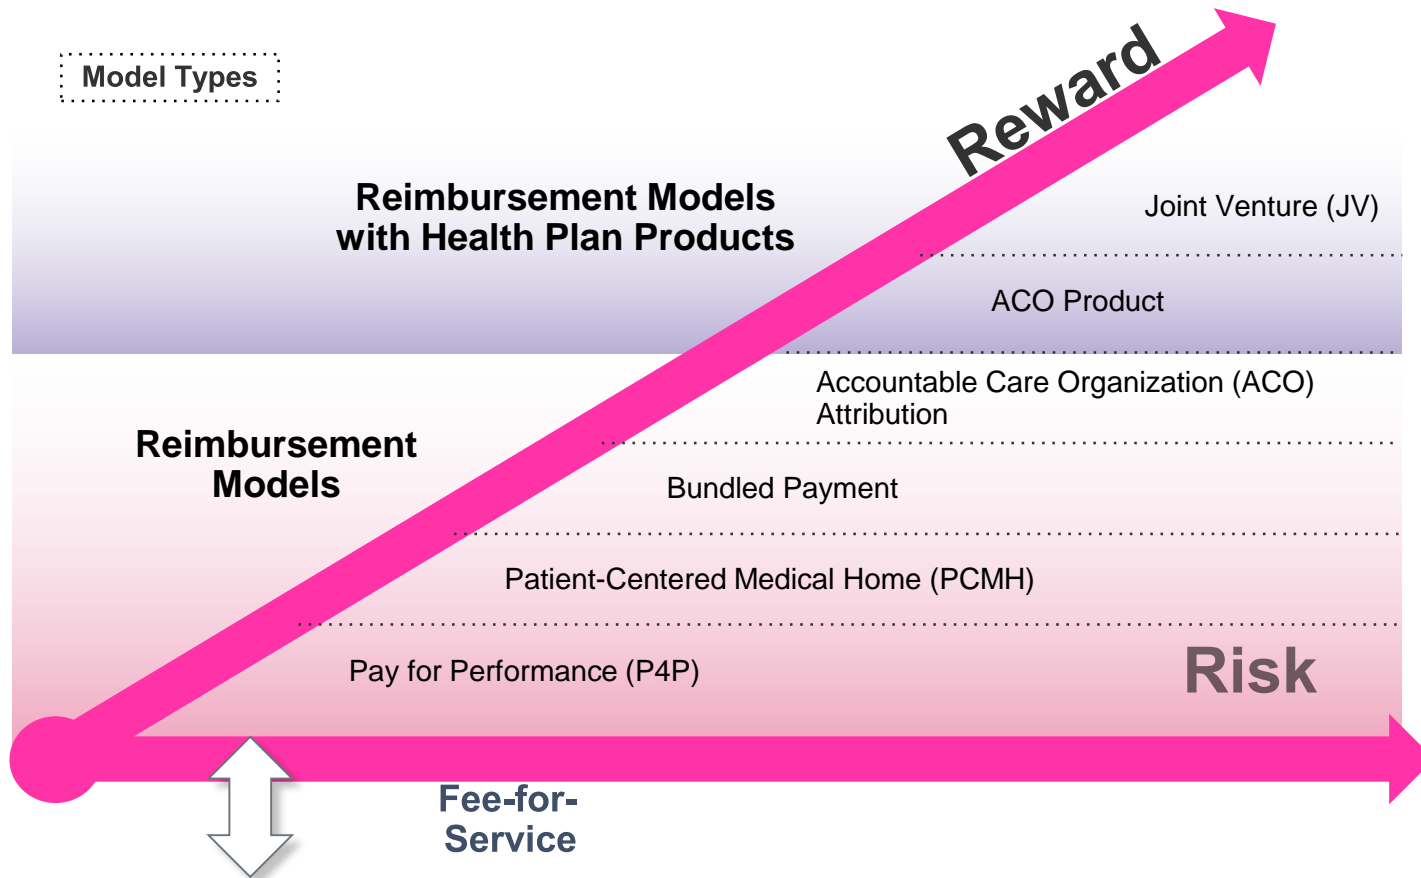 Model Types
Reward
Reimbursement Models
with Health Plan Products
Joint Venture (JV)
ACO Product
Accountable Care Organization (ACO)
Attribution
Reimbursement
Models
Bundled Payment
Patient-Centered Medical Home (PCMH)
Pay for Performance (P4P)
Risk
Fee-for-
Service